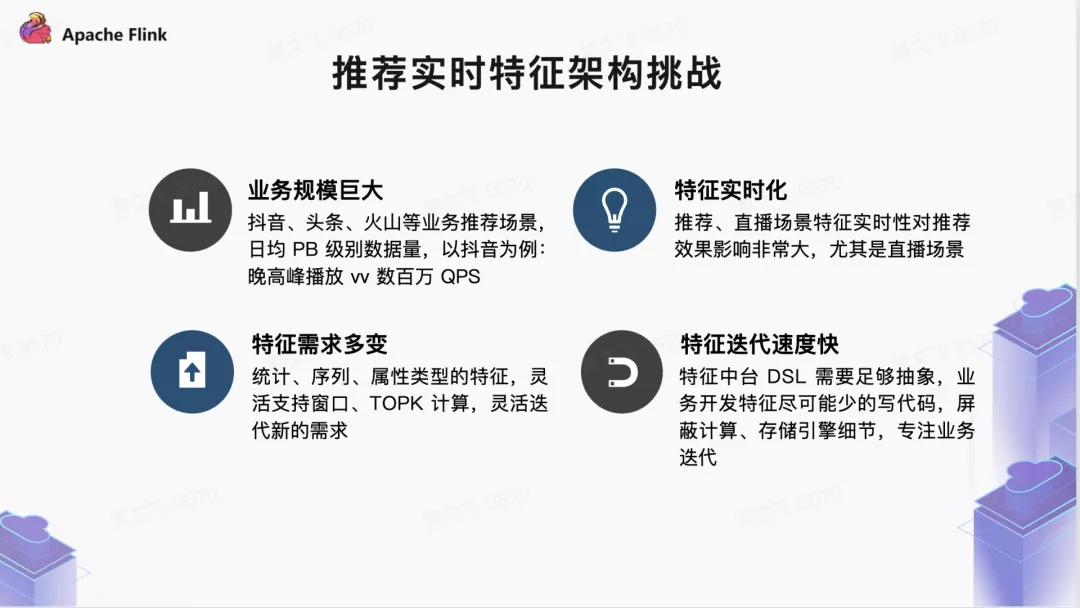 Apache Flink
推荐实时特征架构挑战
业务规模巨大
抖音、头条、火山等业务推荐场景，
日均 PB 级别数据量，以抖音为例：
晚高峰播放 vv 数百万 QPS
特征实时化
推荐、直播场景特征实时性对推荐
效果影响非常大，尤其是直播场景
特征需求多变
统计、序列、属性类型的特征，灵
活支持窗口、TOPK 计算，灵活迭
代新的需求
特征迭代速度快
特征中台 DSL 需要足够抽象，业
务开发特征尽可能少的写代码，屏
蔽计算、存储引擎细节，专注业务
迭代